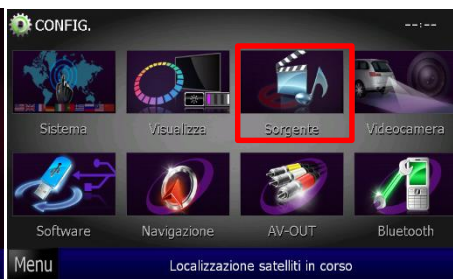 CONFIG.
--:--
Sistema
Visualizza
Sorgente
Videocamera
Software
Navigazione
AV-OUT
Bluetooth
Menu
Localizzazione satelliti in corso